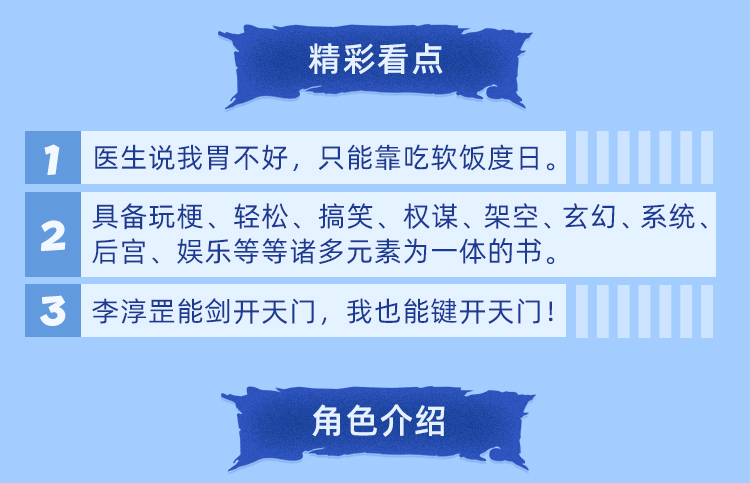 精彩看点
1 医生说我胃不好，只能靠吃软饭度日。
2 具备玩梗、轻松、搞笑、权谋、架空、玄幻、系统、
后宫、娱乐等等诸多元素为一体的书。
3 李淳罡能剑开天门，我也能键开天门！
角色介绍